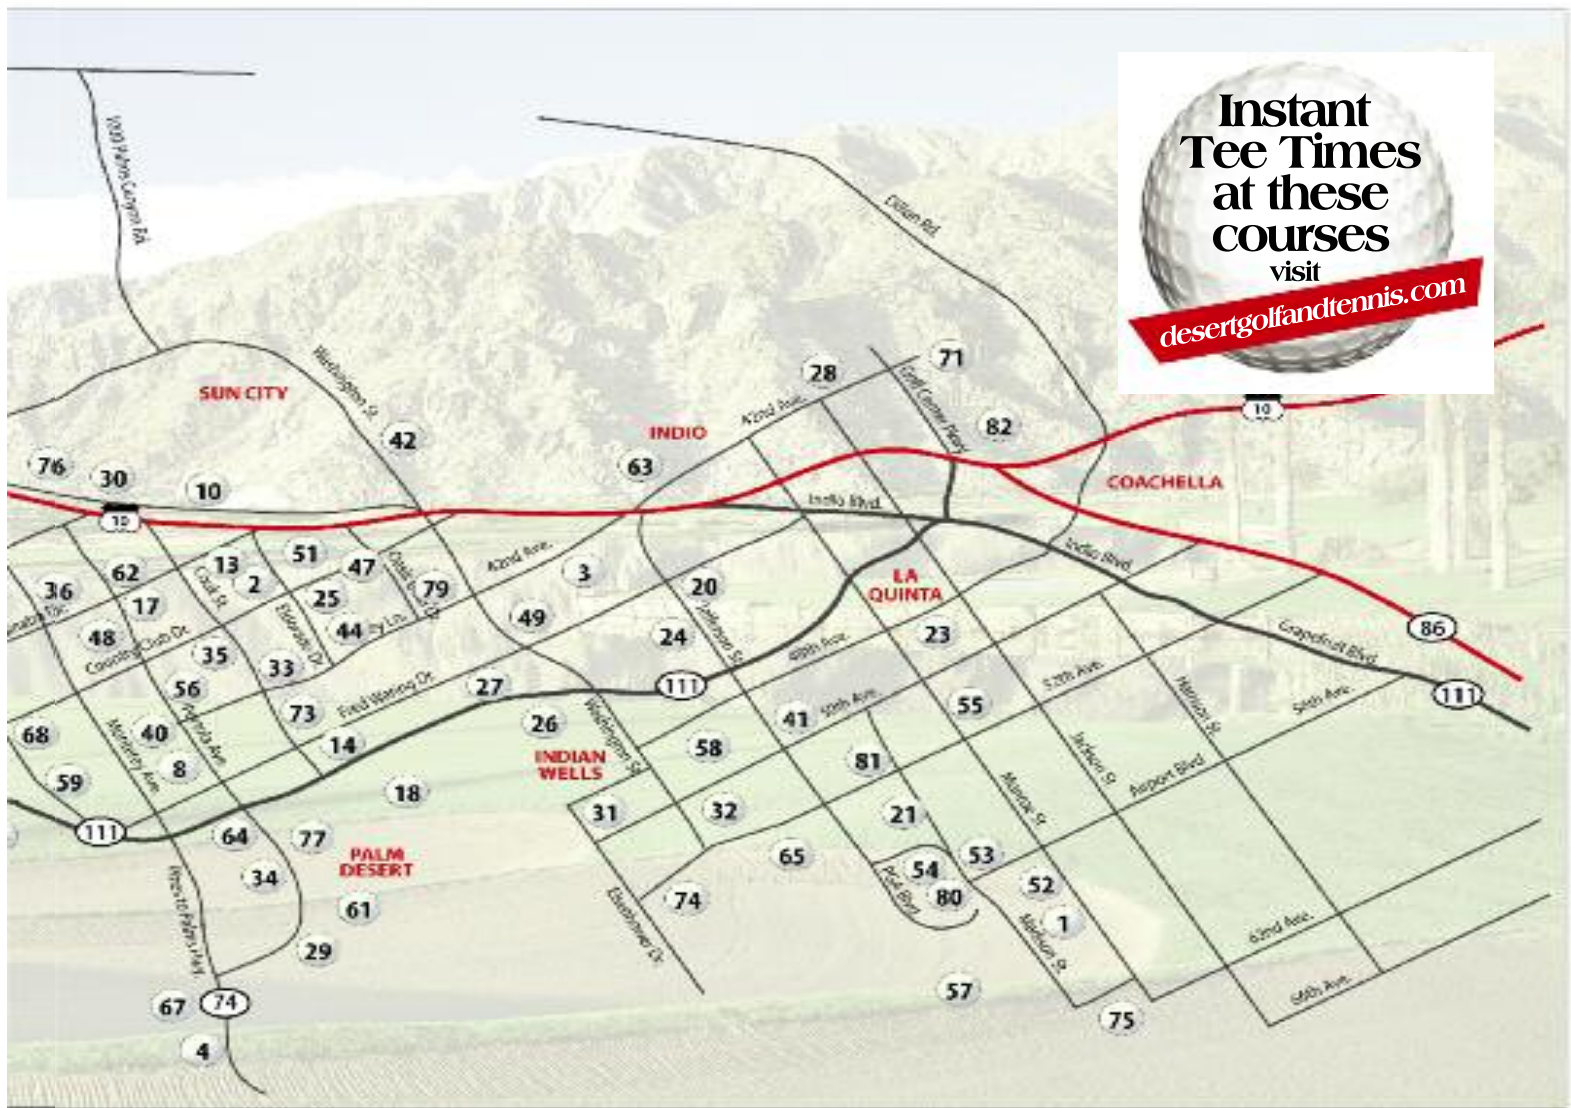 Instant
Tee Times
at these
courses
visit
desertgolfandtennis.com
Dillon Rd.
Washington St.
SUN CITY
28
71
42nd Ave.
Golf Center Pkwy
82
10
42
INDIO
63
COACHELLA
76
30
10
10
Indio Blvd.
Indio Blvd.
51
13
62
2
47
42nd Ave.
36
25
79
3
20
LA
QUINTA
17
Cook St
Eldorado Dr
49
48
Country Club Dr.
44
24
Jefferson St
23
86
Grapefruit Blvd.
35
33
48th Ave.
52nd Ave.
56
27
111
111
Fred Waring Dr.
73
50th Ave.
55
Harrison St
54th Ave.
68
40
Monterey Ave.
14
26
Washington St
41
58
81
Jackson St
8
INDIAN
WELLS
Airport Blvd
59
18
31
32
21
Monroe St
111
64
77
PALM
DESERT
65
53
54
34
PGA Blvd.
80
52
61
74
Eisenhower Dr.
1
Madison St.
62nd Ave.
29
67
74
57
66th Ave.
75
4